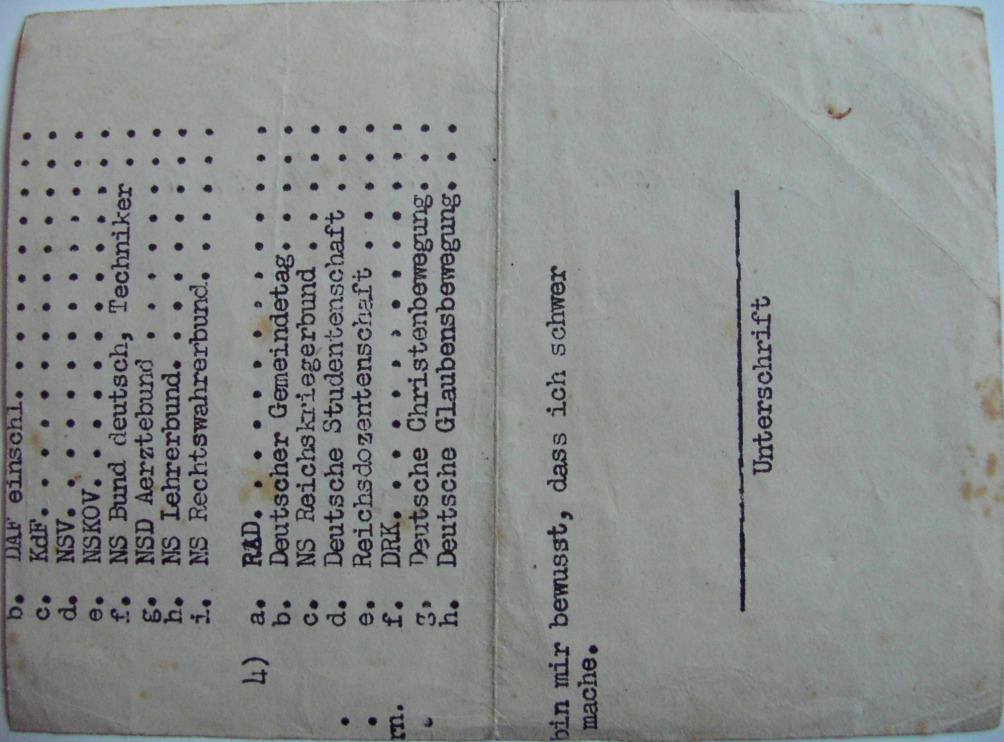 b. DAF einschl. . . . . . . . . . .
c. KdF. . . . . . . . . . . . . . .
d. NSV. . . . . . . . . . . . . . .
e. NSKOV. . . . . . . . . . . . . .
f. NS Bund deutsch, Techniker . . .
g. NSD Aerztebund . . . . . . . . .
h. NS Lehrerbund. . . . . . . . . .
i. NS Rechtswahrerbund. . . . . . .
4) a. RAD. . . . . . . . . . . . . . .
b. Deutscher Gemeindetag. . . . . .
c. NS Reichskriegerbund . . . . . .
d. Deutsche Studentenschaft . . . .
e. Reichsdozentenschaft . . . . . .
f. DRK. . . . . . . . . . . . . . .
rn. g, Deutsche Christenbewegung. . . .
h. Deutsche Glaubensbewegung. . . .
bin mir bewusst, dass ich schwer
mache.
Unterschrift